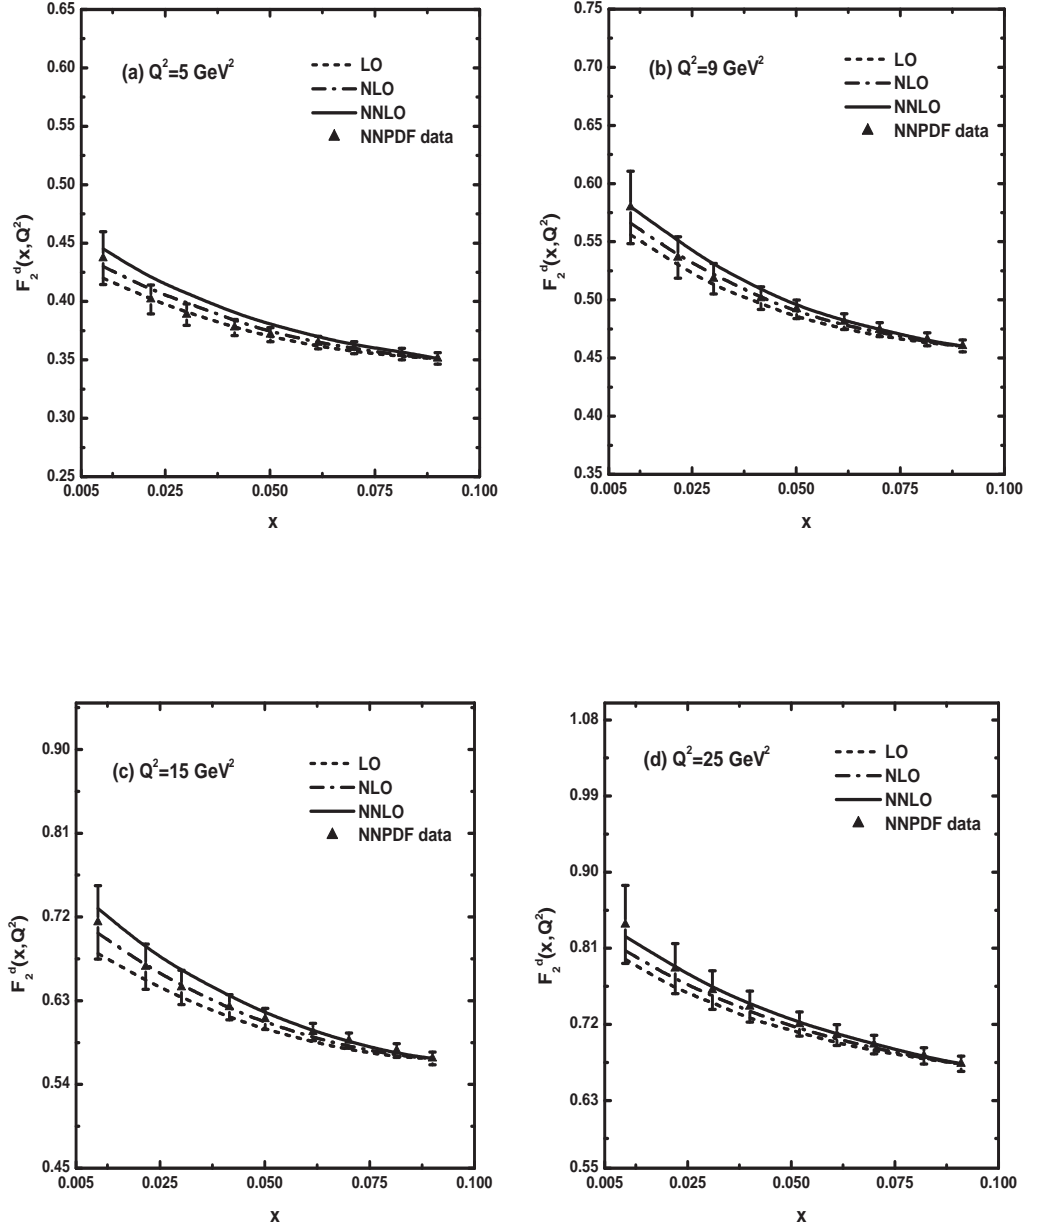 (a) Q²=5 GeV²
LO
NLO
NNLO
NNPDF data
F₂ᵈ(x,Q²)
0.65
0.60
0.55
0.50
0.45
0.40
0.35
0.30
0.25
0.005 0.025 0.050 0.075 0.100
x
(b) Q²=9 GeV²
LO
NLO
NNLO
NNPDF data
F₂ᵈ(x,Q²)
0.75
0.70
0.65
0.60
0.55
0.50
0.45
0.40
0.35
0.005 0.025 0.050 0.075 0.100
x
(c) Q²=15 GeV²
LO
NLO
NNLO
NNPDF data
F₂ᵈ(x,Q²)
0.90
0.81
0.72
0.63
0.54
0.45
0.005 0.025 0.050 0.075 0.100
x
(d) Q²=25 GeV²
LO
NLO
NNLO
NNPDF data
F₂ᵈ(x,Q²)
1.08
0.99
0.90
0.81
0.72
0.63
0.55
0.005 0.025 0.052 0.075 0.100
x